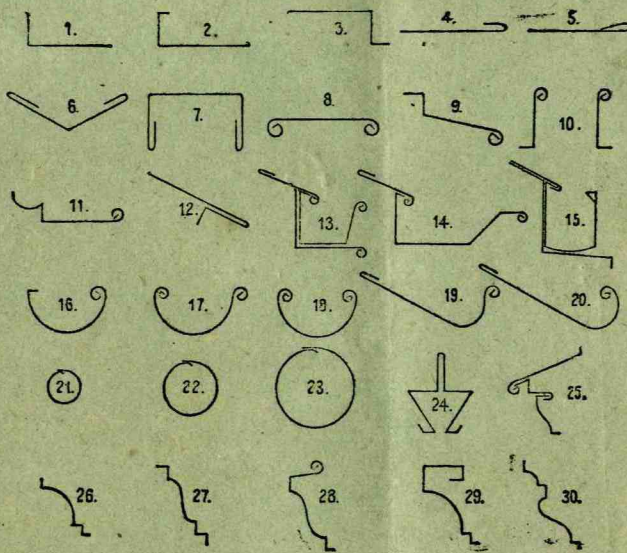 1. 2. 3. 4. 5.
6. 7. 8. 9. 10.
11. 12. 13. 14. 15.
16. 17. 18. 19. 20.
21. 22. 23. 24. 25.
26. 27. 28. 29. 30.